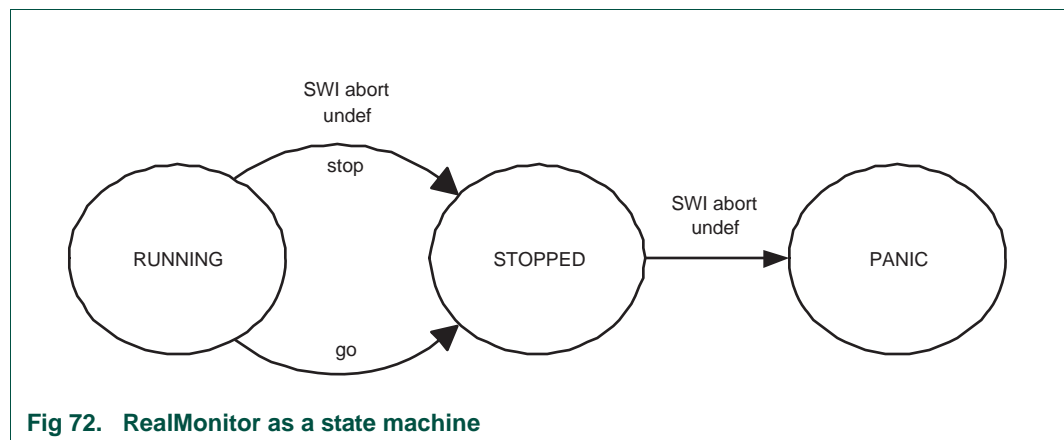 SWI abort
undef
stop
SWI abort
undef
RUNNING
STOPPED
PANIC
go
Fig 72. RealMonitor as a state machine